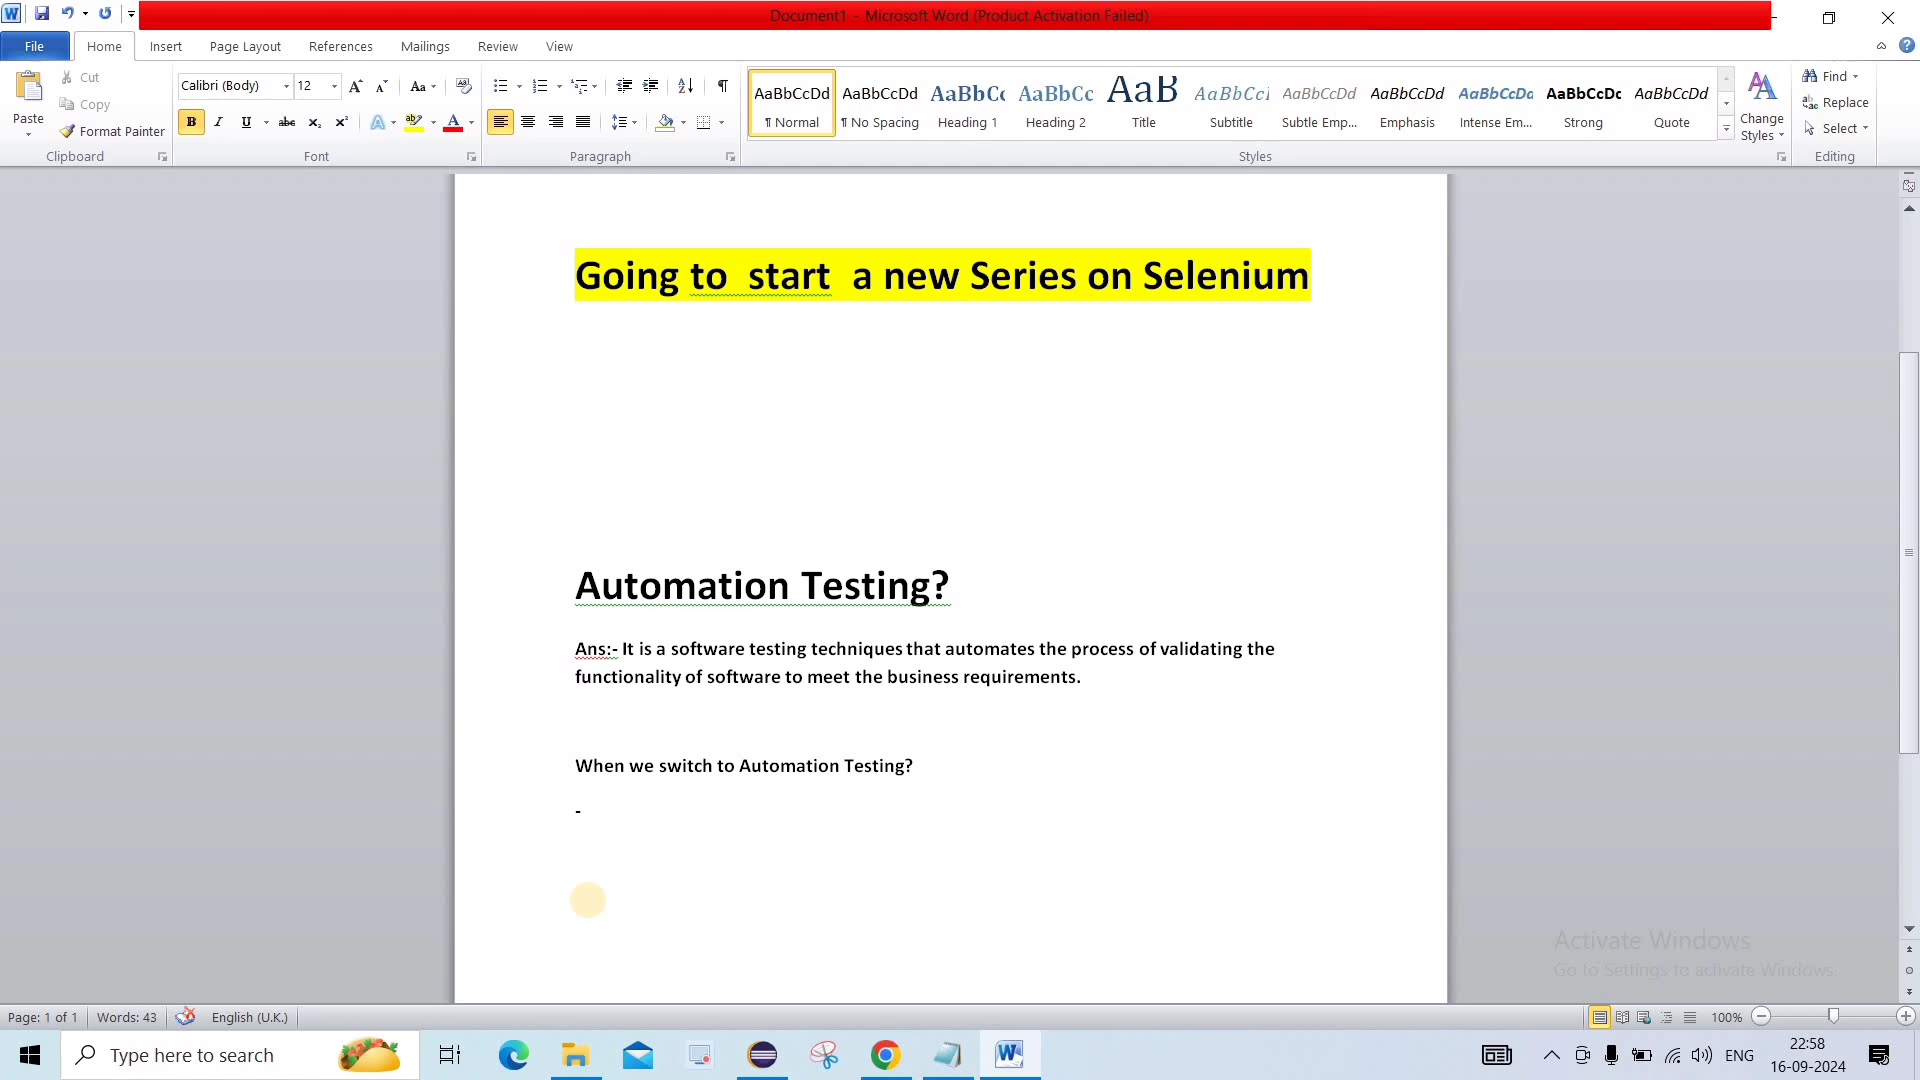 Document1 - Microsoft Word (Product Activation Failed)
File Home Insert Page Layout References Mailings Review View
Cut
Copy
Paste
Format Painter
Clipboard
Calibri (Body) 12
Font
Paragraph
AaBbCcDd AaBbCcDd AaBbCc AaBbCc AaB AaBbCcI AaBbCcDd AaBbCcDd AaBbCcDd AaBbCcDc AaBbCcDd
¶ Normal ¶ No Spacing Heading 1 Heading 2 Title Subtitle Subtle Emp... Emphasis Intense Em... Strong Quote
Styles
Change
Styles
Find
Replace
Select
Editing
Going to start a new Series on Selenium
Automation Testing?
Ans:- It is a software testing techniques that automates the process of validating the
functionality of software to meet the business requirements.
When we switch to Automation Testing?
-
Activate Windows
Go to Settings to activate Windows.
Page: 1 of 1 Words: 43 English (U.K.) 100%
Type here to search
ENG
22:58
16-09-2024